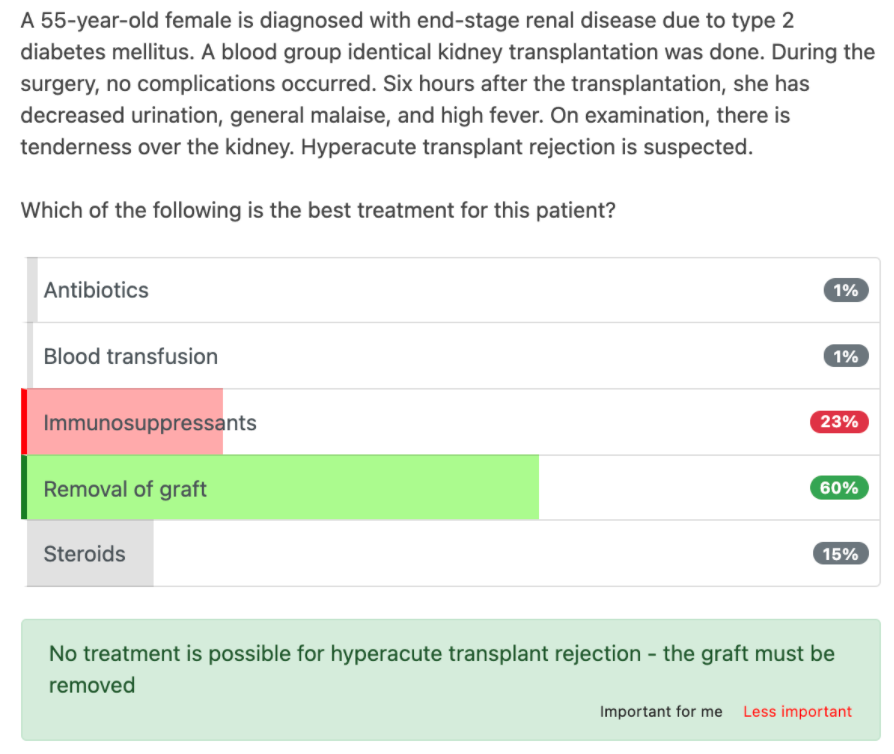 A 55-year-old female is diagnosed with end-stage renal disease due to type 2
diabetes mellitus. A blood group identical kidney transplantation was done. During the
surgery, no complications occurred. Six hours after the transplantation, she has
decreased urination, general malaise, and high fever. On examination, there is
tenderness over the kidney. Hyperacute transplant rejection is suspected.
Which of the following is the best treatment for this patient?
Antibiotics 1%
Blood transfusion 1%
Immunosuppressants 23%
Removal of graft 60%
Steroids 15%
No treatment is possible for hyperacute transplant rejection - the graft must be
removed
Important for me Less important